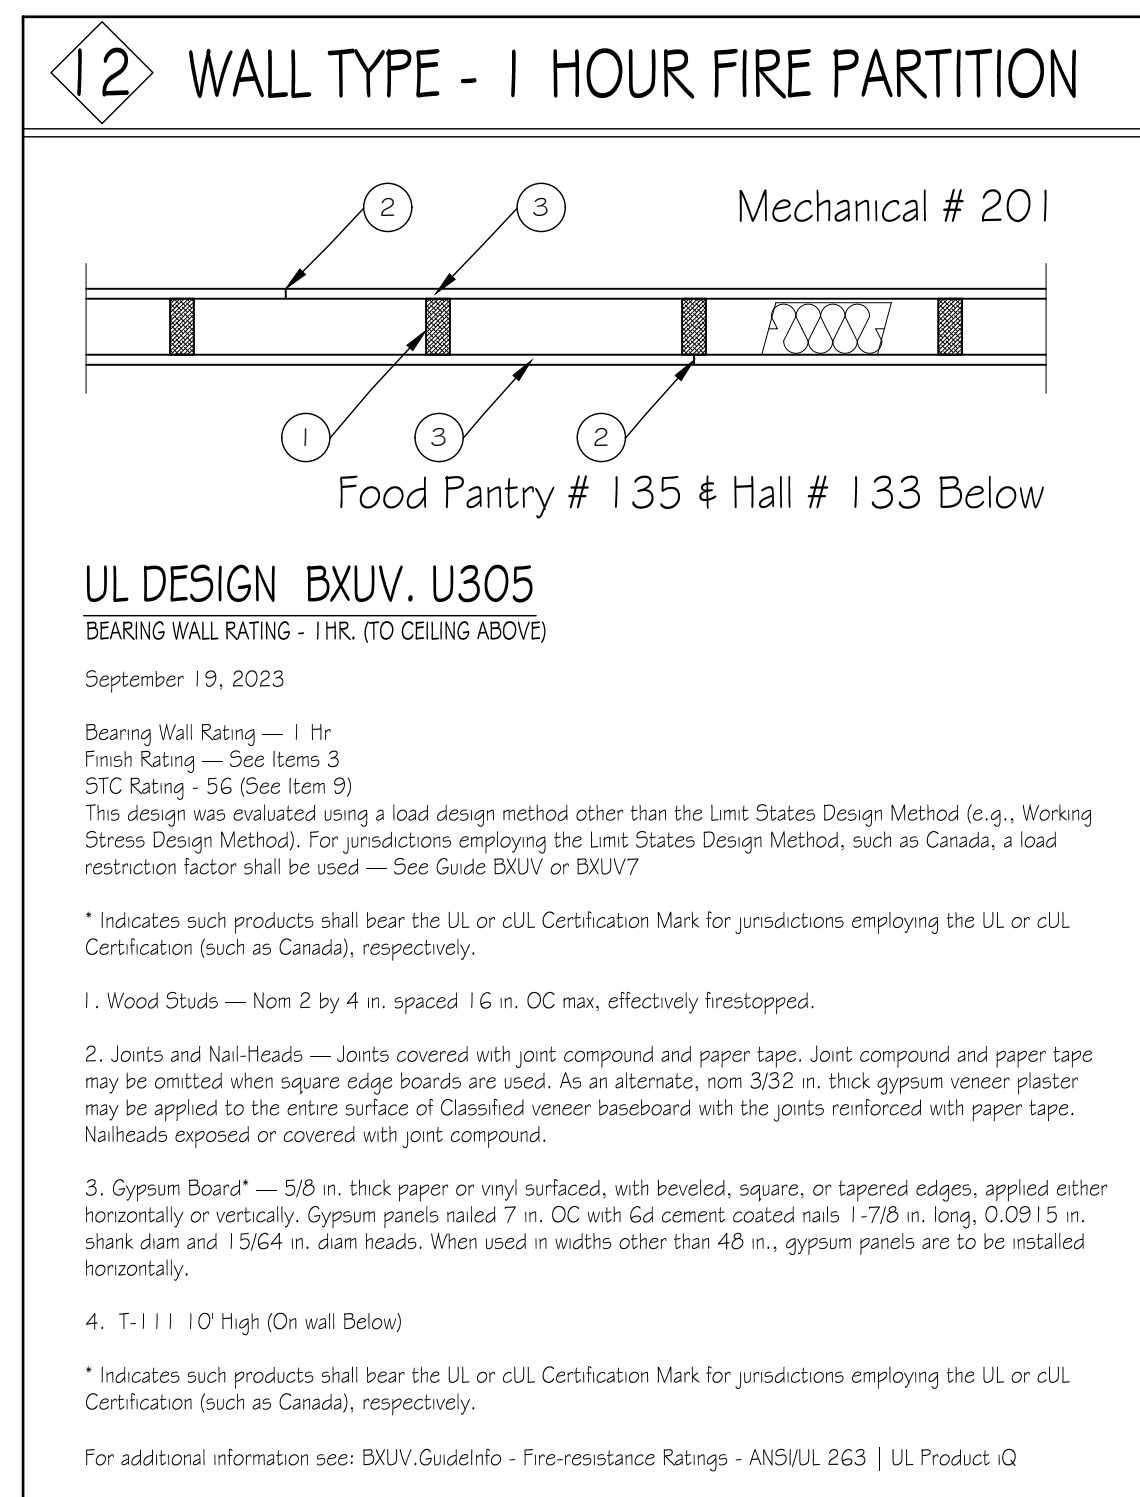 12 WALL TYPE - 1 HOUR FIRE PARTITION
2 3 Mechanical # 201
1 3 2
Food Pantry # 135 & Hall # 133 Below
UL DESIGN BXUV. U305
BEARING WALL RATING - 1HR. (TO CEILING ABOVE)
September 19, 2023
Bearing Wall Rating — 1 Hr
Finish Rating — See Items 3
STC Rating - 56 (See Item 9)
This design was evaluated using a load design method other than the Limit States Design Method (e.g., Working
Stress Design Method). For jurisdictions employing the Limit States Design Method, such as Canada, a load
restriction factor shall be used — See Guide BXUV or BXUV7
* Indicates such products shall bear the UL or cUL Certification Mark for jurisdictions employing the UL or cUL
Certification (such as Canada), respectively.
1. Wood Studs — Nom 2 by 4 in. spaced 16 in. OC max, effectively firestopped.
2. Joints and Nail-Heads — Joints covered with joint compound and paper tape. Joint compound and paper tape
may be omitted when square edge boards are used. As an alternate, nom 3/32 in. thick gypsum veneer plaster
may be applied to the entire surface of Classified veneer baseboard with the joints reinforced with paper tape.
Nailheads exposed or covered with joint compound.
3. Gypsum Board* — 5/8 in. thick paper or vinyl surfaced, with beveled, square, or tapered edges, applied either
horizontally or vertically. Gypsum panels nailed 7 in. OC with 6d cement coated nails 1-7/8 in. long, 0.0915 in.
shank diam and 15/64 in. diam heads. When used in widths other than 48 in., gypsum panels are to be installed
horizontally.
4. T-111 10' High (On wall Below)
* Indicates such products shall bear the UL or cUL Certification Mark for jurisdictions employing the UL or cUL
Certification (such as Canada), respectively.
For additional information see: BXUV.GuideInfo - Fire-resistance Ratings - ANSI/UL 263 | UL Product iQ